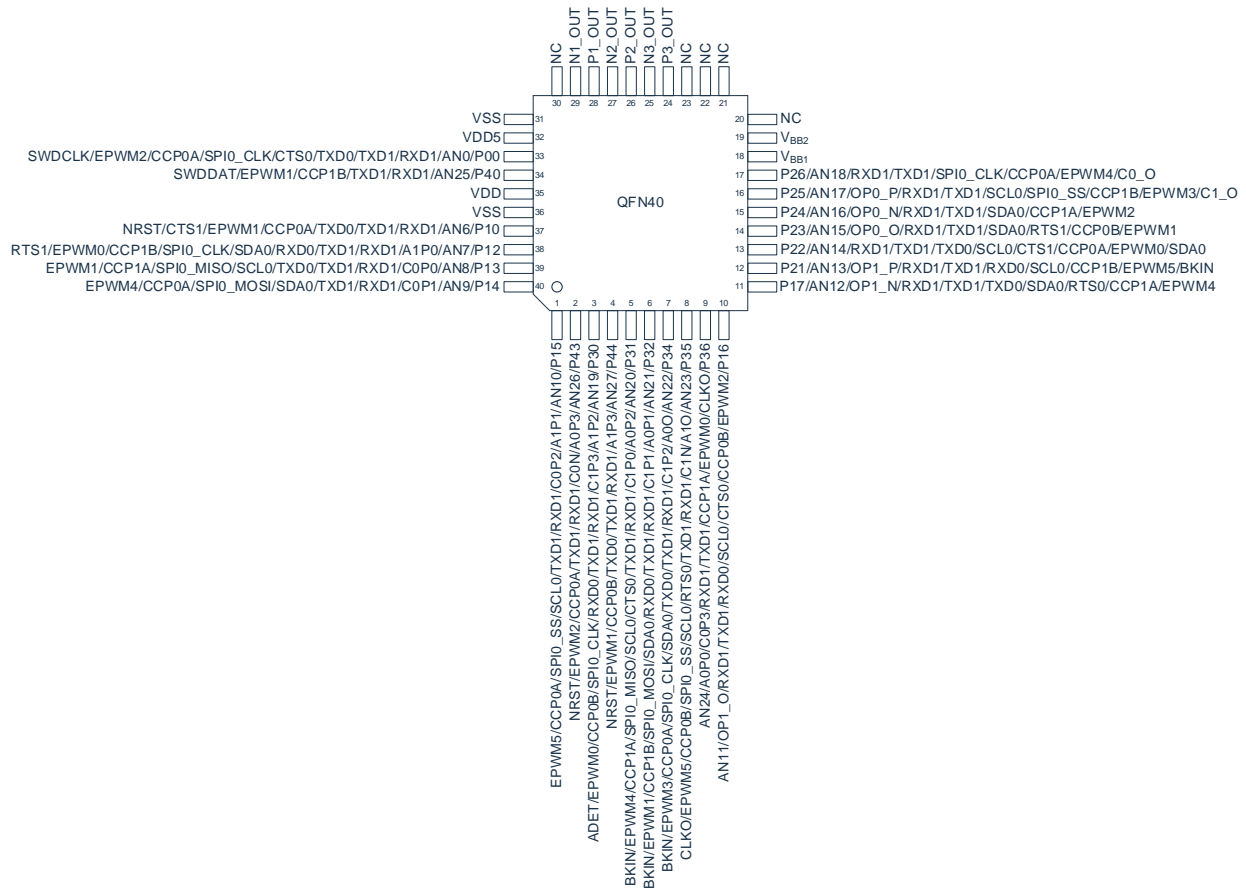 NC
N1_OUT
P1_OUT
N2_OUT
P2_OUT
N3_OUT
P3_OUT
NC
NC
NC
30
29
28
27
26
25
24
23
22
21
VSS
31
VDD5
32
SWDCLK/EPWM2/CCP0A/SPI0_CLK/CTS0/TXD0/TXD1/RXD1/AN0/P00
33
SWDDAT/EPWM1/CCP1B/TXD1/RXD1/AN25/P40
34
VDD
35
VSS
36
NRST/CTS1/EPWM1/CCP0A/TXD0/TXD1/RXD1/AN6/P10
37
RTS1/EPWM0/CCP1B/SPI0_CLK/SDA0/RXD0/TXD1/RXD1/A1P0/AN7/P12
38
EPWM1/CCP1A/SPI0_MISO/SCL0/TXD0/TXD1/RXD1/C0P0/AN8/P13
39
EPWM4/CCP0A/SPI0_MOSI/SDA0/TXD1/RXD1/C0P1/AN9/P14
40
QFN40
20
NC
19
VBB2
18
VBB1
17
P26/AN18/RXD1/TXD1/SPI0_CLK/CCP0A/EPWM4/C0_O
16
P25/AN17/OP0_P/RXD1/TXD1/SCL0/SPI0_SS/CCP1B/EPWM3/C1_O
15
P24/AN16/OP0_N/RXD1/TXD1/SDA0/CCP1A/EPWM2
14
P23/AN15/OP0_O/RXD1/TXD1/SDA0/RTS1/CCP0B/EPWM1
13
P22/AN14/RXD1/TXD1/TXD0/SCL0/CTS1/CCP0A/EPWM0/SDA0
12
P21/AN13/OP1_P/RXD1/TXD1/RXD0/SCL0/CCP1B/EPWM5/BKIN
11
P17/AN12/OP1_N/RXD1/TXD1/TXD0/SDA0/RTS0/CCP1A/EPWM4
1
2
3
4
5
6
7
8
9
10
EPWM5/CCP0A/SPI0_SS/SCL0/TXD1/RXD1/C0P2/A1P1/AN10/P15
NRST/EPWM2/CCP0A/TXD1/RXD1/C0N/A0P3/AN26/P43
ADET/EPWM0/CCP0B/SPI0_CLK/RXD0/TXD1/RXD1/C1P3/A1P2/AN19/P30
NRST/EPWM1/CCP0B/TXD0/TXD1/RXD1/A1P3/AN27/P44
BKIN/EPWM4/CCP1A/SPI0_MISO/SCL0/CTS0/TXD1/RXD1/C1P0/A0P2/AN20/P31
BKIN/EPWM1/CCP1B/SPI0_MOSI/SDA0/RXD0/TXD1/RXD1/C1P1/A0P1/AN21/P32
BKIN/EPWM3/CCP0A/SPI0_CLK/SDA0/TXD0/TXD1/RXD1/C1P2/A0O/AN22/P34
CLKO/EPWM5/CCP0B/SPI0_SS/SCL0/RTS0/TXD1/RXD1/C1N/A1O/AN23/P35
AN24/A0P0/C0P3/RXD1/TXD1/CCP1A/EPWM0/CLKO/P36
AN11/OP1_O/RXD1/TXD1/RXD0/SCL0/CTS0/CCP0B/EPWM2/P16